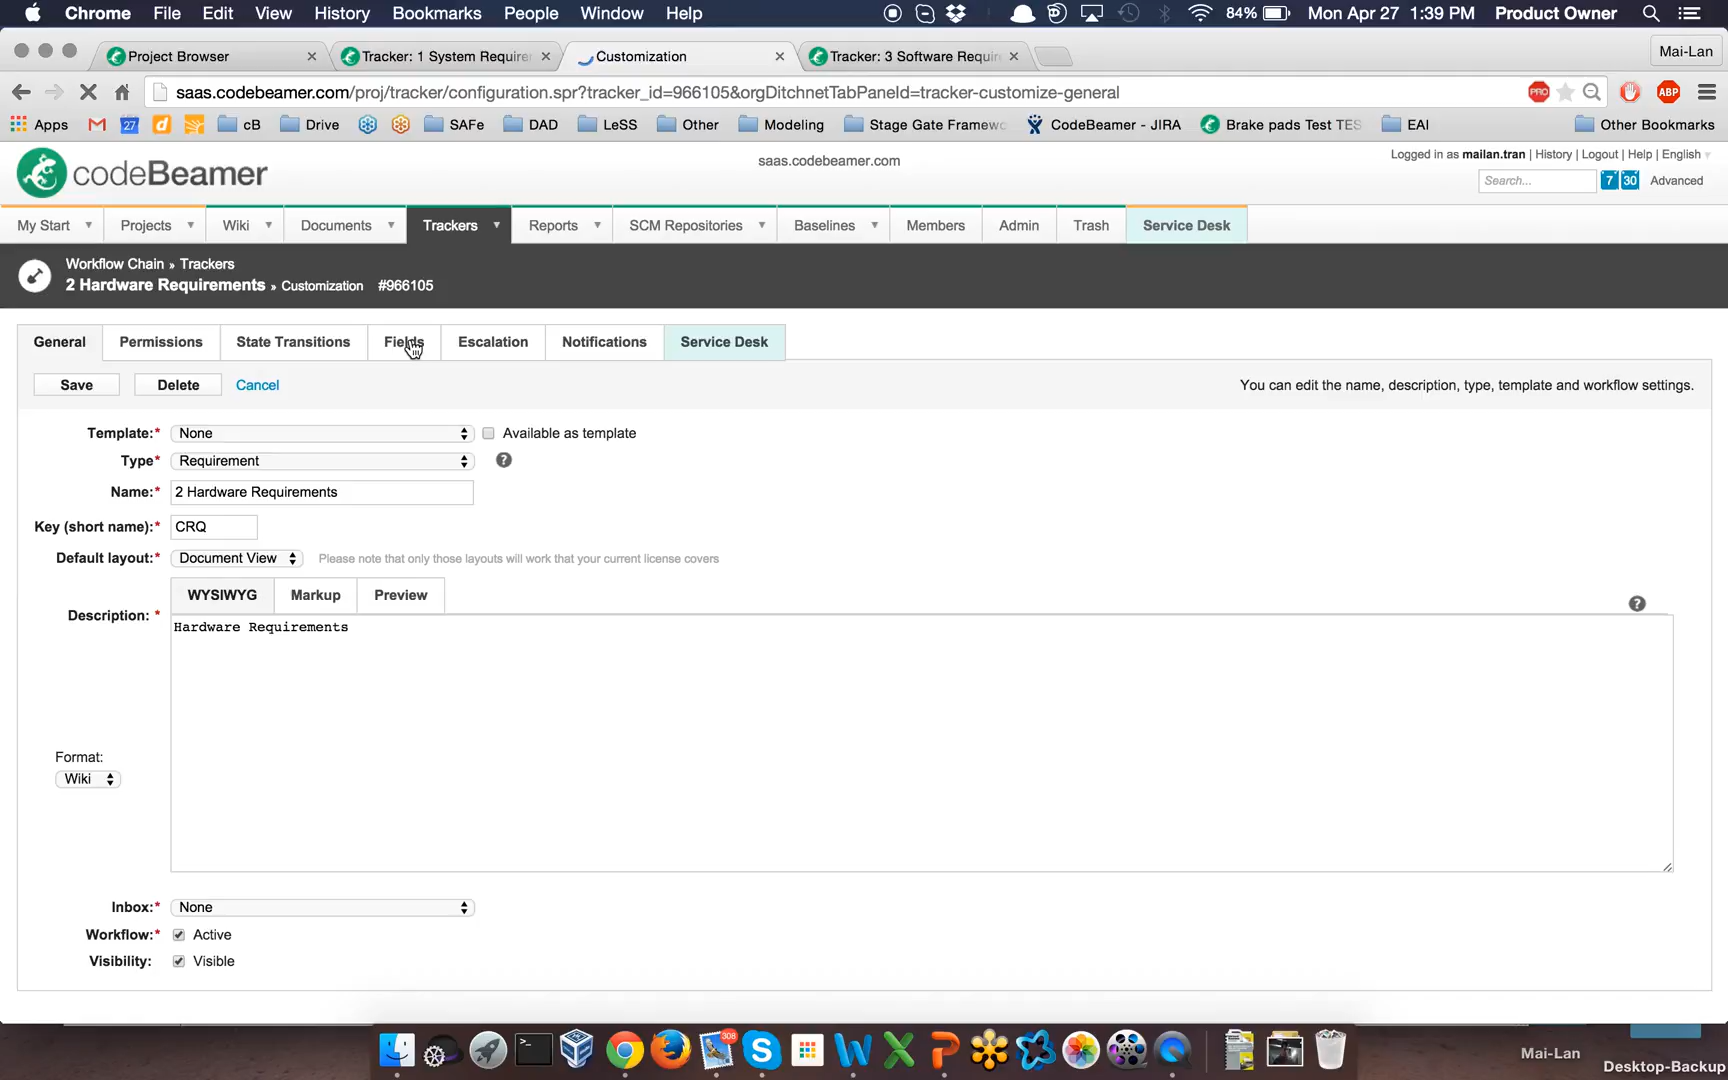 Chrome File Edit View History Bookmarks People Window Help 84% Mon Apr 27 1:39 PM Product Owner
Project Browser Tracker: 1 System Require Customization Tracker: 3 Software Requir Mai-Lan
saas.codebeamer.com/proj/tracker/configuration.spr?tracker_id=966105&orgDitchnetTabPaneId=tracker-customize-general PRO ABP
Apps 27 cB Drive SAFe DAD LeSS Other Modeling Stage Gate Framewo CodeBeamer - JIRA Brake pads Test TES EAI Other Bookmarks
codeBeamer saas.codebeamer.com Logged in as mailan.tran | History | Logout | Help | English
Search... 7 30 Advanced
My Start Projects Wiki Documents Trackers Reports SCM Repositories Baselines Members Admin Trash Service Desk
Workflow Chain » Trackers
2 Hardware Requirements » Customization #966105
General Permissions State Transitions Fields Escalation Notifications Service Desk
Save Delete Cancel You can edit the name, description, type, template and workflow settings.
Template:* None Available as template
Type* Requirement ?
Name:* 2 Hardware Requirements
Key (short name):* CRQ
Default layout:* Document View Please note that only those layouts will work that your current license covers
WYSIWYG Markup Preview
Description: * ?
Hardware Requirements
Format:
Wiki
Inbox:* None
Workflow:* Active
Visibility: Visible
308
Mai-Lan
Desktop-Backup